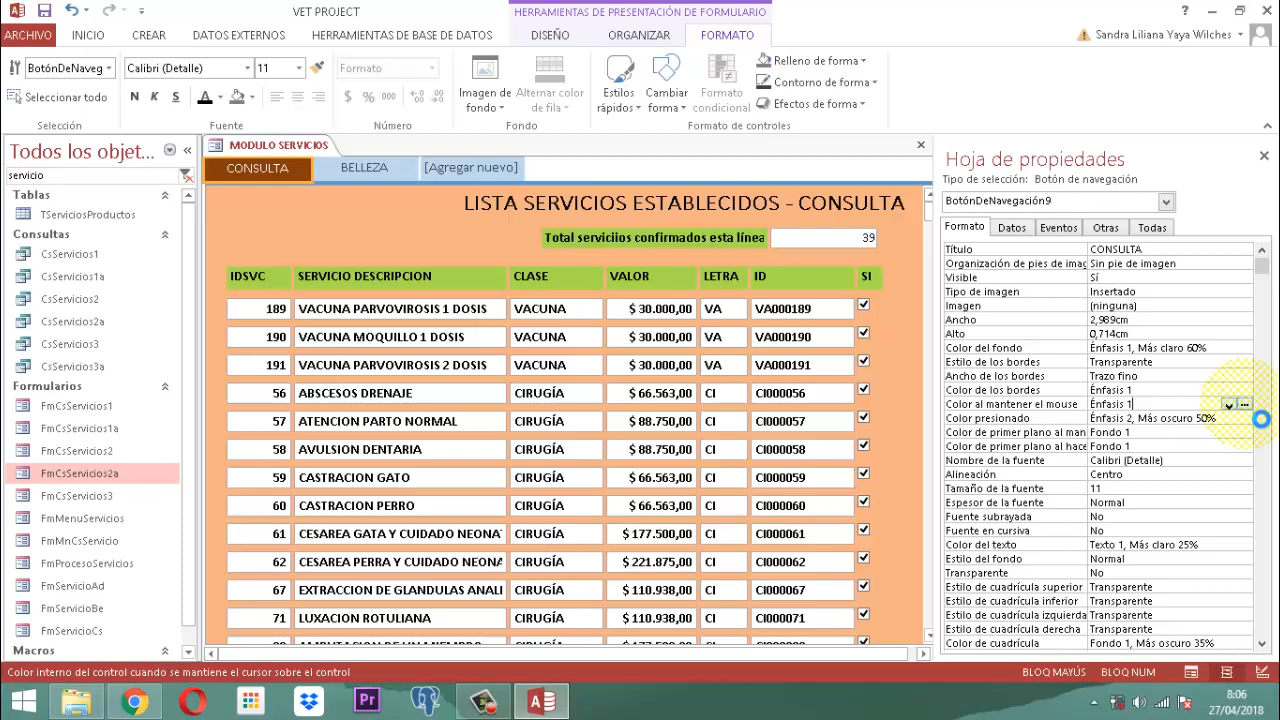 VET PROJECT
HERRAMIENTAS DE PRESENTACIÓN DE FORMULARIO
?
ARCHIVO INICIO CREAR DATOS EXTERNOS HERRAMIENTAS DE BASE DE DATOS DISEÑO ORGANIZAR FORMATO
Sandra Liliana Yaya Wilches
BotónDeNaveg
Calibri (Detalle) 11
Formato
Seleccionar todo
N K S A
$ % 000
Imagen de fondo
Alternar color de fila
Estilos rápidos
Cambiar forma
Formato condicional
Relleno de forma
Contorno de forma
Efectos de forma
Selección Fuente Número Fondo Formato de controles
Todos los objet...
servicio
Tablas
TServiciosProductos
Consultas
CsServicios1
CsServicios1a
CsServicios2
CsServicios2a
CsServicios3
CsServicios3a
Formularios
FmCsServicios1
FmCsServicios1a
FmCsServicios2
FmCsServicios2a
FmCsServicios3
FmMenuServicios
FmMnCsServicio
FmProcesoServicios
FmServicioAd
FmServicioBe
FmServicioCs
Macros
MODULO SERVICIOS
CONSULTA BELLEZA [Agregar nuevo]
LISTA SERVICIOS ESTABLECIDOS - CONSULTA
Total serviciios confirmados esta línea 39
IDSVC SERVICIO DESCRIPCION CLASE VALOR LETRA ID SI
189 VACUNA PARVOVIROSIS 1 DOSIS VACUNA $ 30.000,00 VA VA000189
190 VACUNA MOQUILLO 1 DOSIS VACUNA $ 30.000,00 VA VA000190
191 VACUNA PARVOVIROSIS 2 DOSIS VACUNA $ 30.000,00 VA VA000191
56 ABSCESOS DRENAJE CIRUGÍA $ 66.563,00 CI CI000056
57 ATENCION PARTO NORMAL CIRUGÍA $ 88.750,00 CI CI000057
58 AVULSION DENTARIA CIRUGÍA $ 88.750,00 CI CI000058
59 CASTRACION GATO CIRUGÍA $ 66.563,00 CI CI000059
60 CASTRACION PERRO CIRUGÍA $ 66.563,00 CI CI000060
61 CESAREA GATA Y CUIDADO NEONA CIRUGÍA $ 177.500,00 CI CI000061
62 CESAREA PERRA Y CUIDADO NEONA CIRUGÍA $ 221.875,00 CI CI000062
67 EXTRACCION DE GLANDULAS ANALI CIRUGÍA $ 110.938,00 CI CI000067
71 LUXACION ROTULIANA CIRUGÍA $ 110.938,00 CI CI000071
Hoja de propiedades
Tipo de selección: Botón de navegación
BotónDeNavegación9
Formato Datos Eventos Otras Todas
Título CONSULTA
Organización de pies de imag Sin pie de imagen
Visible Sí
Tipo de imagen Insertado
Imagen (ninguna)
Ancho 2,989cm
Alto 0,714cm
Color del fondo Énfasis 1, Más claro 60%
Estilo de los bordes Transparente
Ancho de los bordes Trazo fino
Color de los bordes Énfasis 1
Color al mantener el mouse Énfasis 1
Color presionado Énfasis 2, Más oscuro 50%
Color de primer plano al man Fondo 1
Color de primer plano al hace Fondo 1
Nombre de la fuente Calibri (Detalle)
Alineación Centro
Tamaño de la fuente 11
Espesor de la fuente Normal
Fuente subrayada No
Fuente en cursiva No
Color del texto Texto 1, Más claro 25%
Estilo del fondo Normal
Transparente No
Estilo de cuadrícula superior Transparente
Estilo de cuadrícula inferior Transparente
Estilo de cuadrícula izquierda Transparente
Estilo de cuadrícula derecha Transparente
Color de cuadrícula Fondo 1, Más oscuro 35%
Color interno del control cuando se mantiene el cursor sobre el control
BLOQ MAYÚS BLOQ NUM
Pr
8:06
27/04/2018